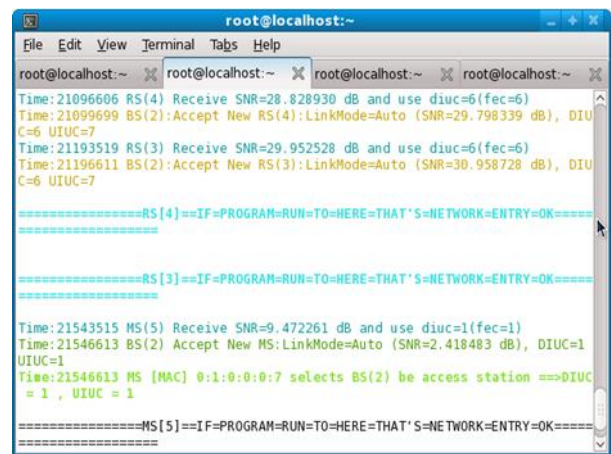 root@localhost:~
File Edit View Terminal Tabs Help
root@localhost:~ root@localhost:~ root@localhost:~ root@localhost:~
Time:21096606 RS(4) Receive SNR=28.828930 dB and use diuc=6(fec=6)
Time:21099699 BS(2):Accept New RS(4):LinkMode=Auto (SNR=29.798339 dB), DIU
C=6 UIUC=7
Time:21193519 RS(3) Receive SNR=29.952528 dB and use diuc=6(fec=6)
Time:21196611 BS(2):Accept New RS(3):LinkMode=Auto (SNR=30.958728 dB), DIU
C=6 UIUC=7
================RS[4]==IF=PROGRAM=RUN=TO=HERE=THAT'S=NETWORK=ENTRY=OK=====
==================
================RS[3]==IF=PROGRAM=RUN=TO=HERE=THAT'S=NETWORK=ENTRY=OK=====
==================
Time:21543515 MS(5) Receive SNR=9.472261 dB and use diuc=1(fec=1)
Time:21546613 BS(2) Accept New MS:LinkMode=Auto (SNR=2.418483 dB), DIUC=1
UIUC=1
Time:21546613 MS [MAC] 0:1:0:0:0:7 selects BS(2) be access station ==>DIUC
= 1 , UIUC = 1
================MS[5]==IF=PROGRAM=RUN=TO=HERE=THAT'S=NETWORK=ENTRY=OK=====
==================